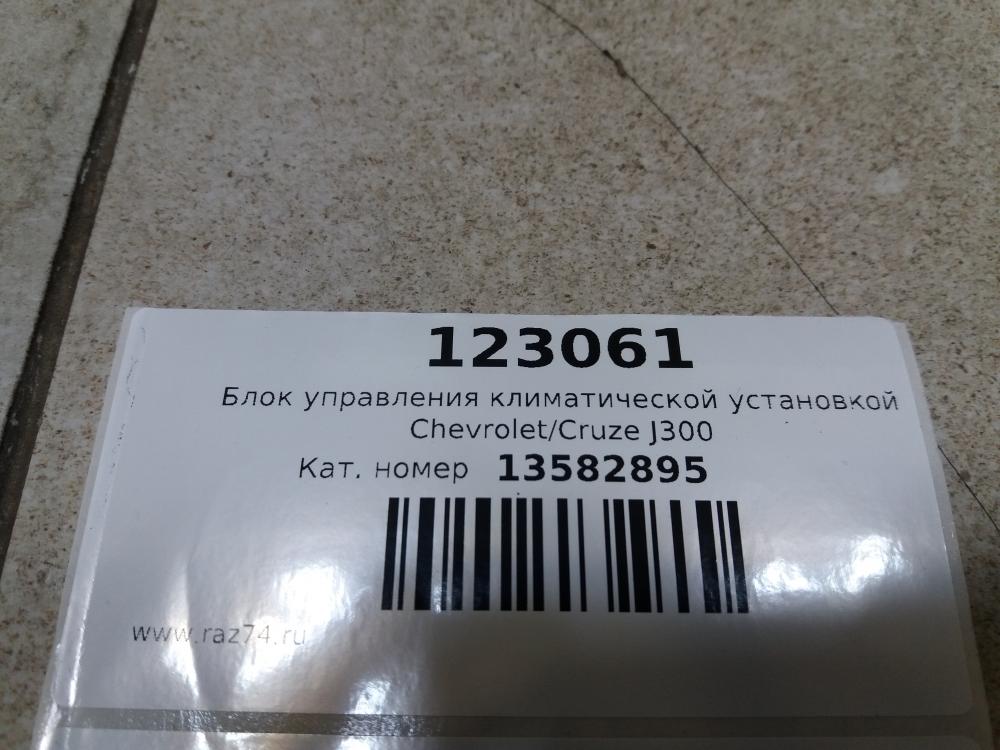 123061
Блок управления климатической установкой
Chevrolet/Cruze J300
Кат. номер 13582895
www.raz74.ru